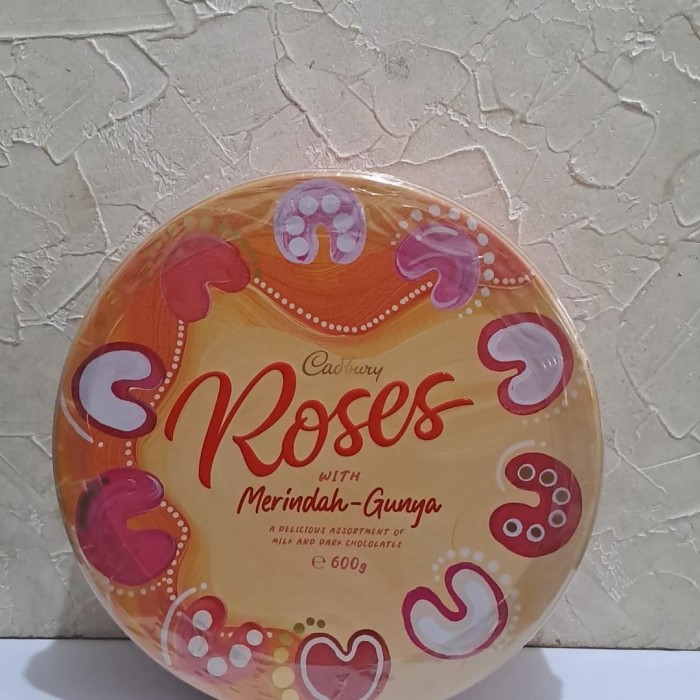 Cadbury
Roses
WITH
Merindah-Gunya
A DELICIOUS ASSORTMENT OF
MILK AND DARK CHOCOLATES
℮ 600g